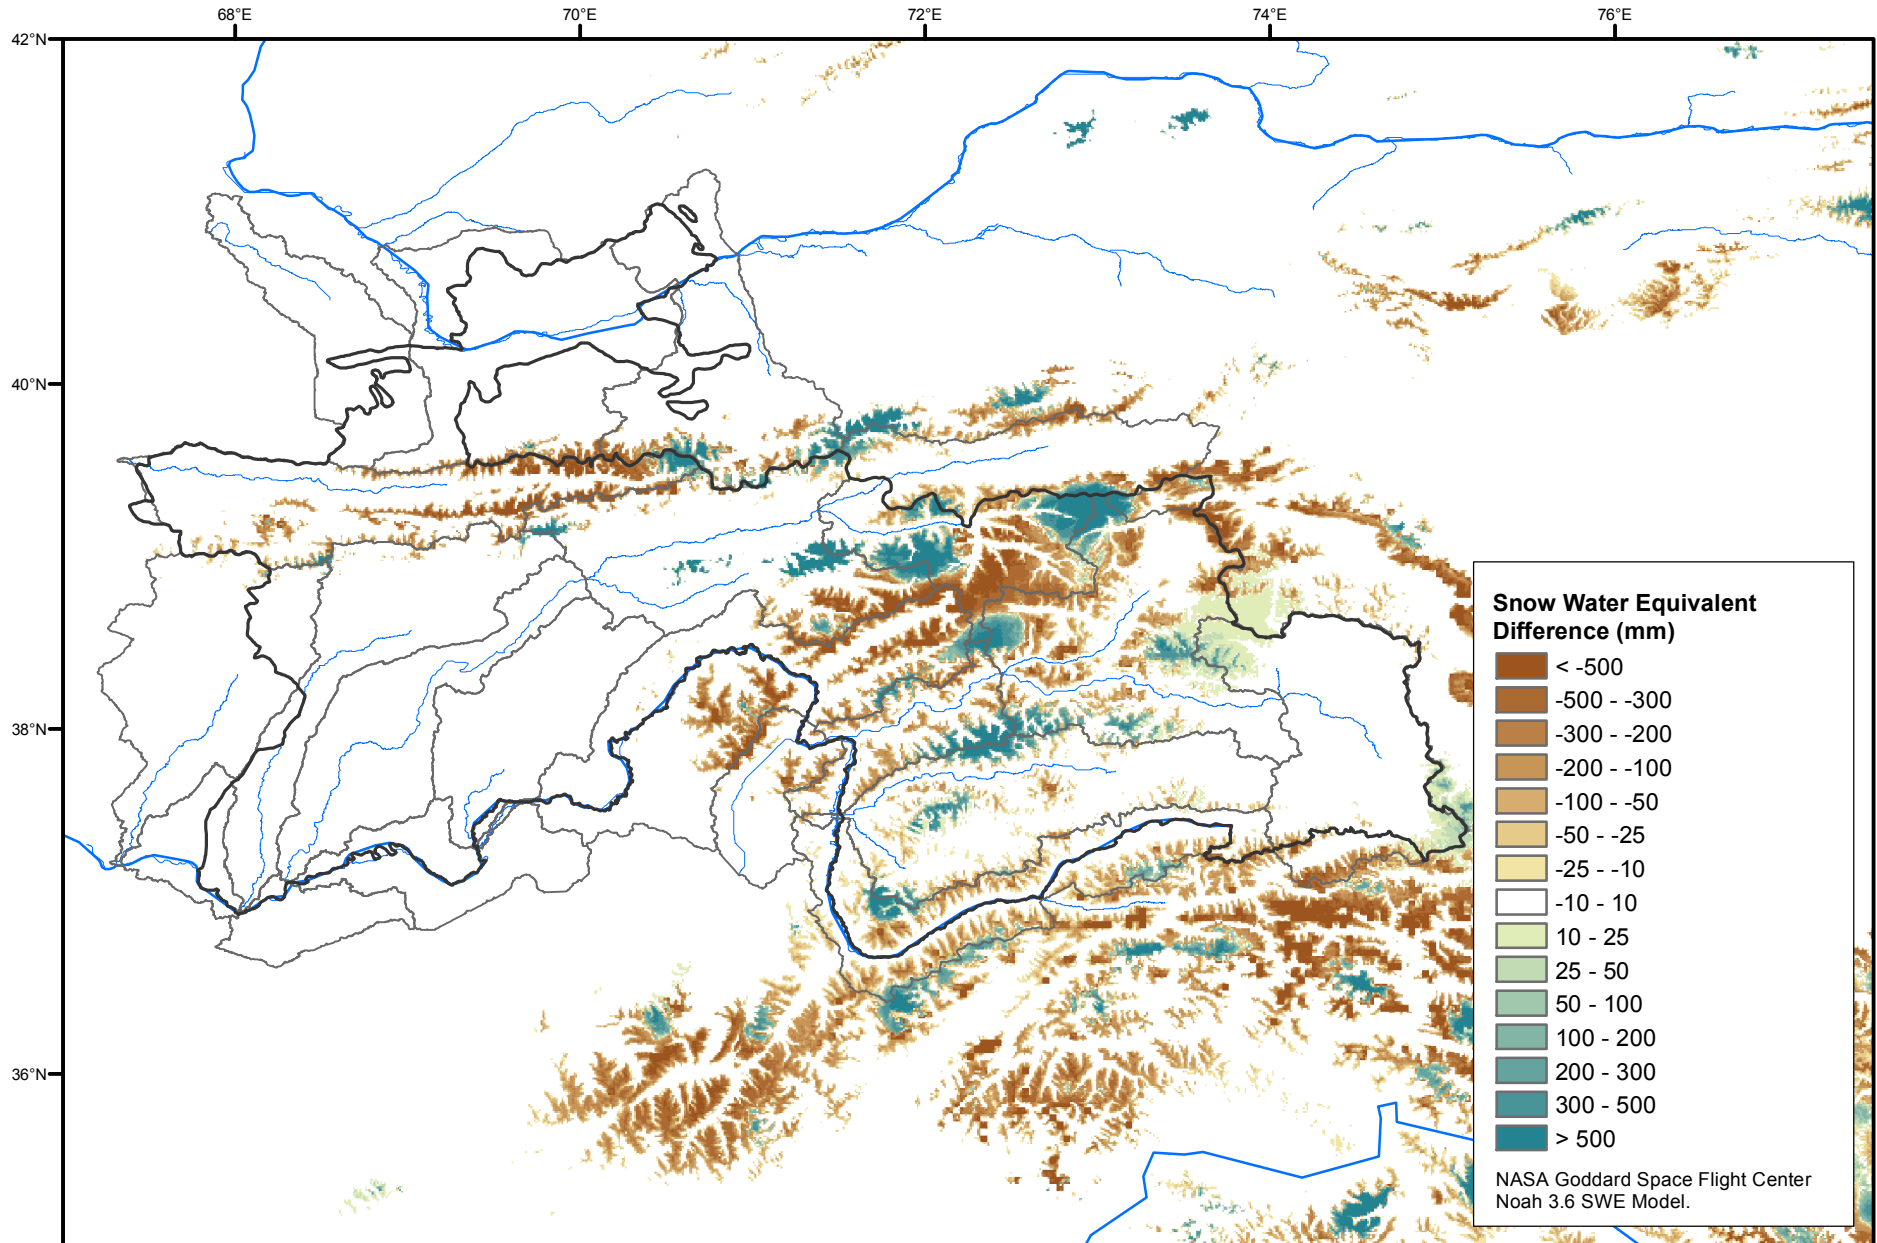 68°E
70°E
72°E
74°E
76°E
42°N
40°N
38°N
36°N
Snow Water Equivalent
Difference (mm)
< -500
-500 - -300
-300 - -200
-200 - -100
-100 - -50
-50 - -25
-25 - -10
-10 - 10
10 - 25
25 - 50
50 - 100
100 - 200
200 - 300
300 - 500
> 500
NASA Goddard Space Flight Center
Noah 3.6 SWE Model.